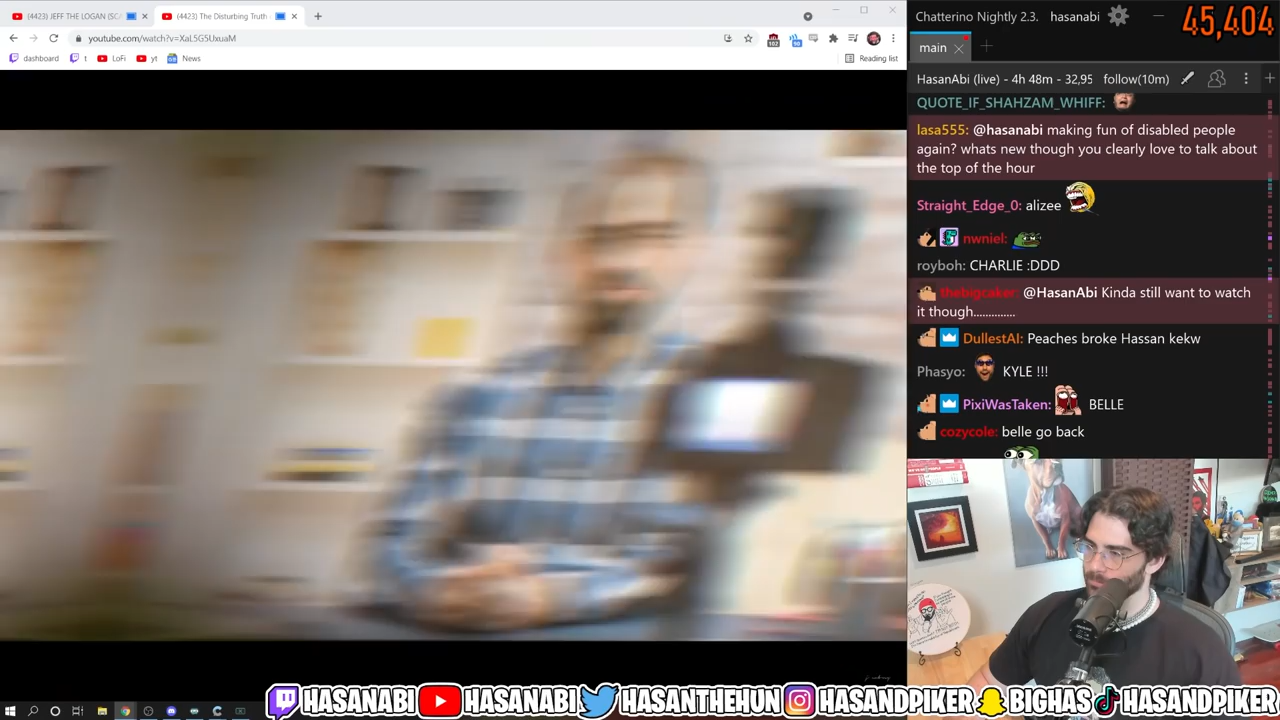 (4423) JEFF THE LOGAN (SCA
(4423) The Disturbing Truth
youtube.com/watch?v=XaL5G5UxuaM
dashboard
t
LoFi
yt
News
Reading list
102
90
Chatterino Nightly 2.3.
hasanabi
45,404
main
HasanAbi (live) - 4h 48m - 32,95
follow(10m)
QUOTE_IF_SHAHZAM_WHIFF:
lasa555: @hasanabi making fun of disabled people
again? whats new though you clearly love to talk about
the top of the hour
Straight_Edge_0: alizee
nwniel:
royboh: CHARLIE :DDD
thebigcaker: @HasanAbi Kinda still want to watch
it though..............
DullestAI: Peaches broke Hassan kekw
Phasyo: KYLE !!!
PixiWasTaken: BELLE
cozycole: belle go back
HASANABI
HASANABI
HASANTHEHUN
HASANDPIKER
BIGHAS
HASANDPIKER